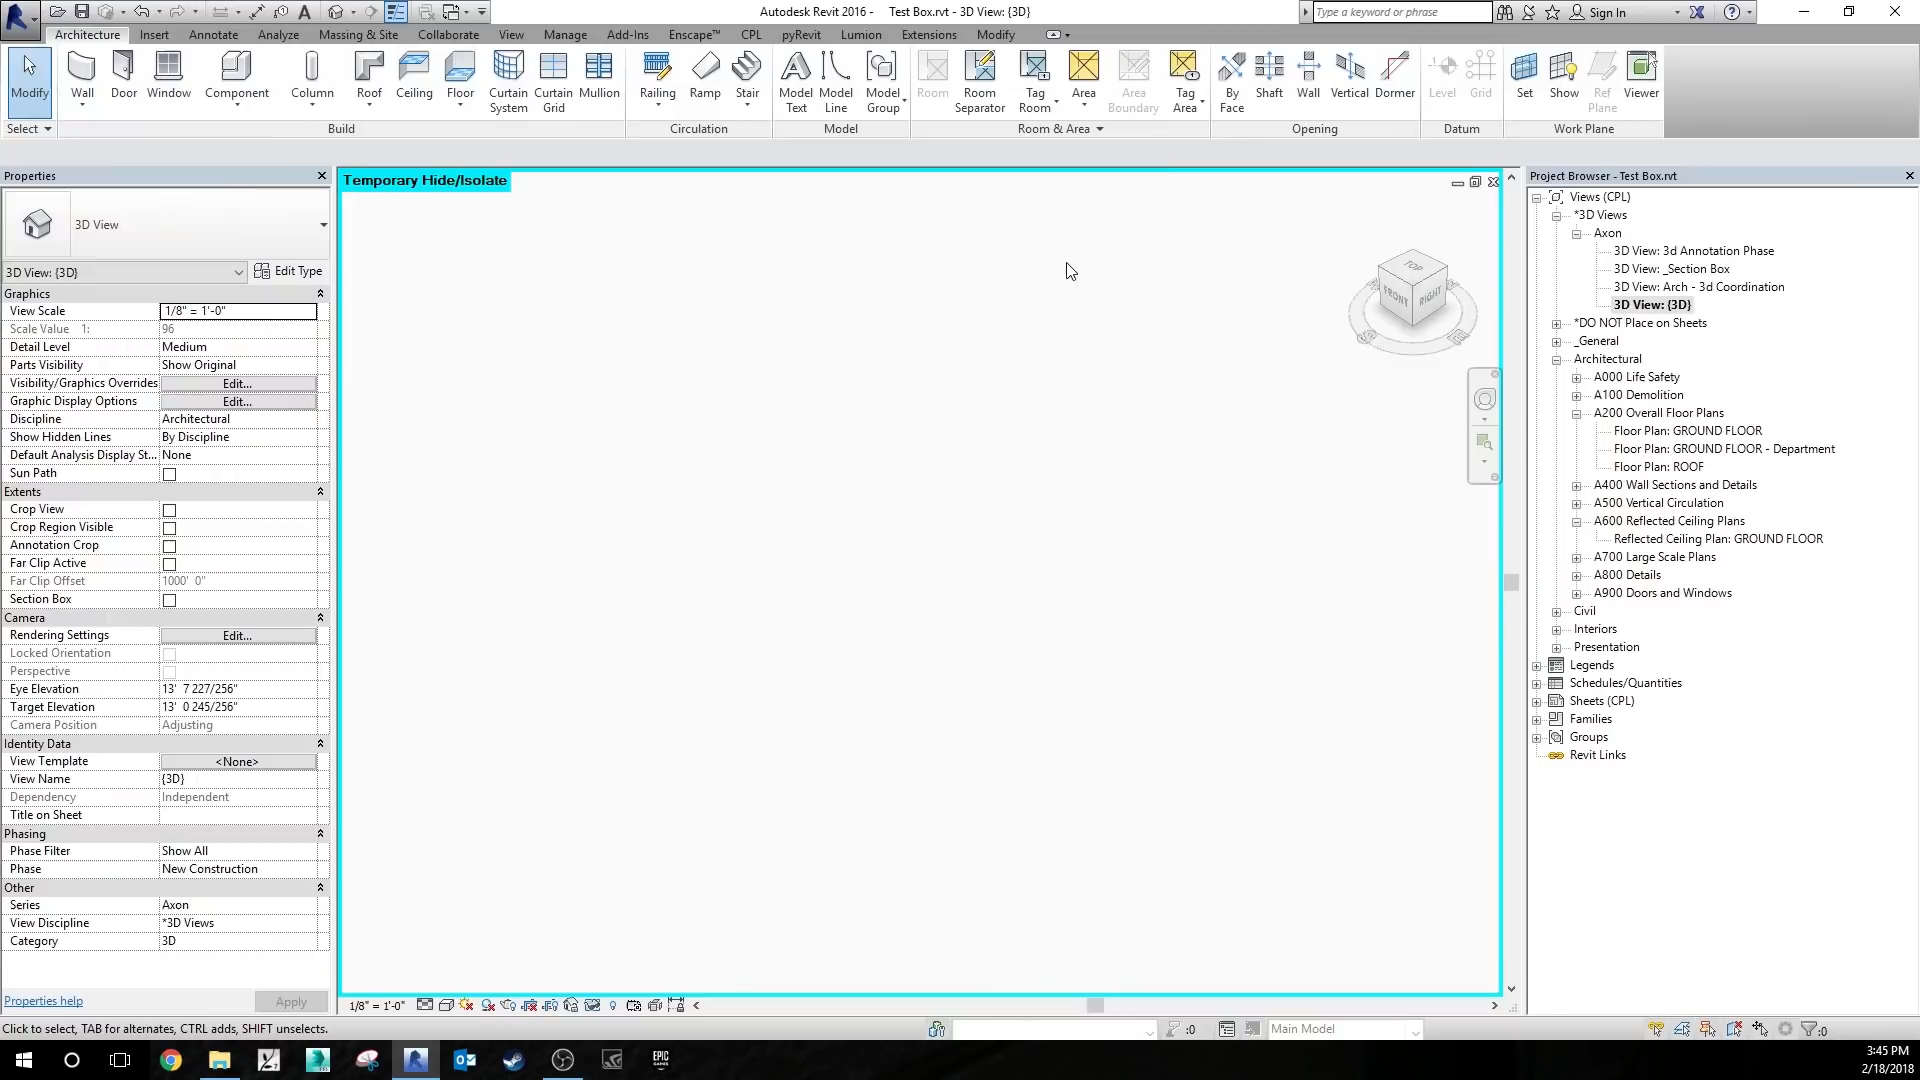 Autodesk Revit 2016 - Test Box.rvt - 3D View: {3D}
Type a keyword or phrase
Sign In
Architecture Insert Annotate Analyze Massing & Site Collaborate View Manage Add-Ins Enscape™ CPL pyRevit Lumion Extensions Modify
Modify Wall Door Window Component Column Roof Ceiling Floor Curtain System Curtain Grid Mullion Railing Ramp Stair Model Text Model Line Model Group Room Room Separator Tag Room Area Area Boundary Tag Area By Face Shaft Wall Vertical Dormer Level Grid Set Show Ref Plane Viewer
Select Build Circulation Model Room & Area Opening Datum Work Plane
Properties
3D View
3D View: {3D} Edit Type
Graphics
View Scale 1/8" = 1'-0"
Scale Value 1: 96
Detail Level Medium
Parts Visibility Show Original
Visibility/Graphics Overrides Edit...
Graphic Display Options Edit...
Discipline Architectural
Show Hidden Lines By Discipline
Default Analysis Display St... None
Sun Path
Extents
Crop View
Crop Region Visible
Annotation Crop
Far Clip Active
Far Clip Offset 1000' 0"
Section Box
Camera
Rendering Settings Edit...
Locked Orientation
Perspective
Eye Elevation 13' 7 227/256"
Target Elevation 13' 0 245/256"
Camera Position Adjusting
Identity Data
View Template <None>
View Name {3D}
Dependency Independent
Title on Sheet
Phasing
Phase Filter Show All
Phase New Construction
Other
Series Axon
View Discipline *3D Views
Category 3D
Properties help Apply
Temporary Hide/Isolate
TOP
FRONT RIGHT
1/8" = 1'-0"
Project Browser - Test Box.rvt
Views (CPL)
*3D Views
Axon
3D View: 3d Annotation Phase
3D View: _Section Box
3D View: Arch - 3d Coordination
3D View: {3D}
*DO NOT Place on Sheets
_General
Architectural
A000 Life Safety
A100 Demolition
A200 Overall Floor Plans
Floor Plan: GROUND FLOOR
Floor Plan: GROUND FLOOR - Department
Floor Plan: ROOF
A400 Wall Sections and Details
A500 Vertical Circulation
A600 Reflected Ceiling Plans
Reflected Ceiling Plan: GROUND FLOOR
A700 Large Scale Plans
A800 Details
A900 Doors and Windows
Civil
Interiors
Presentation
Legends
Schedules/Quantities
Sheets (CPL)
Families
Groups
Revit Links
Click to select, TAB for alternates, CTRL adds, SHIFT unselects.
:0
Main Model
:0
EPIC
3:45 PM
2/18/2018